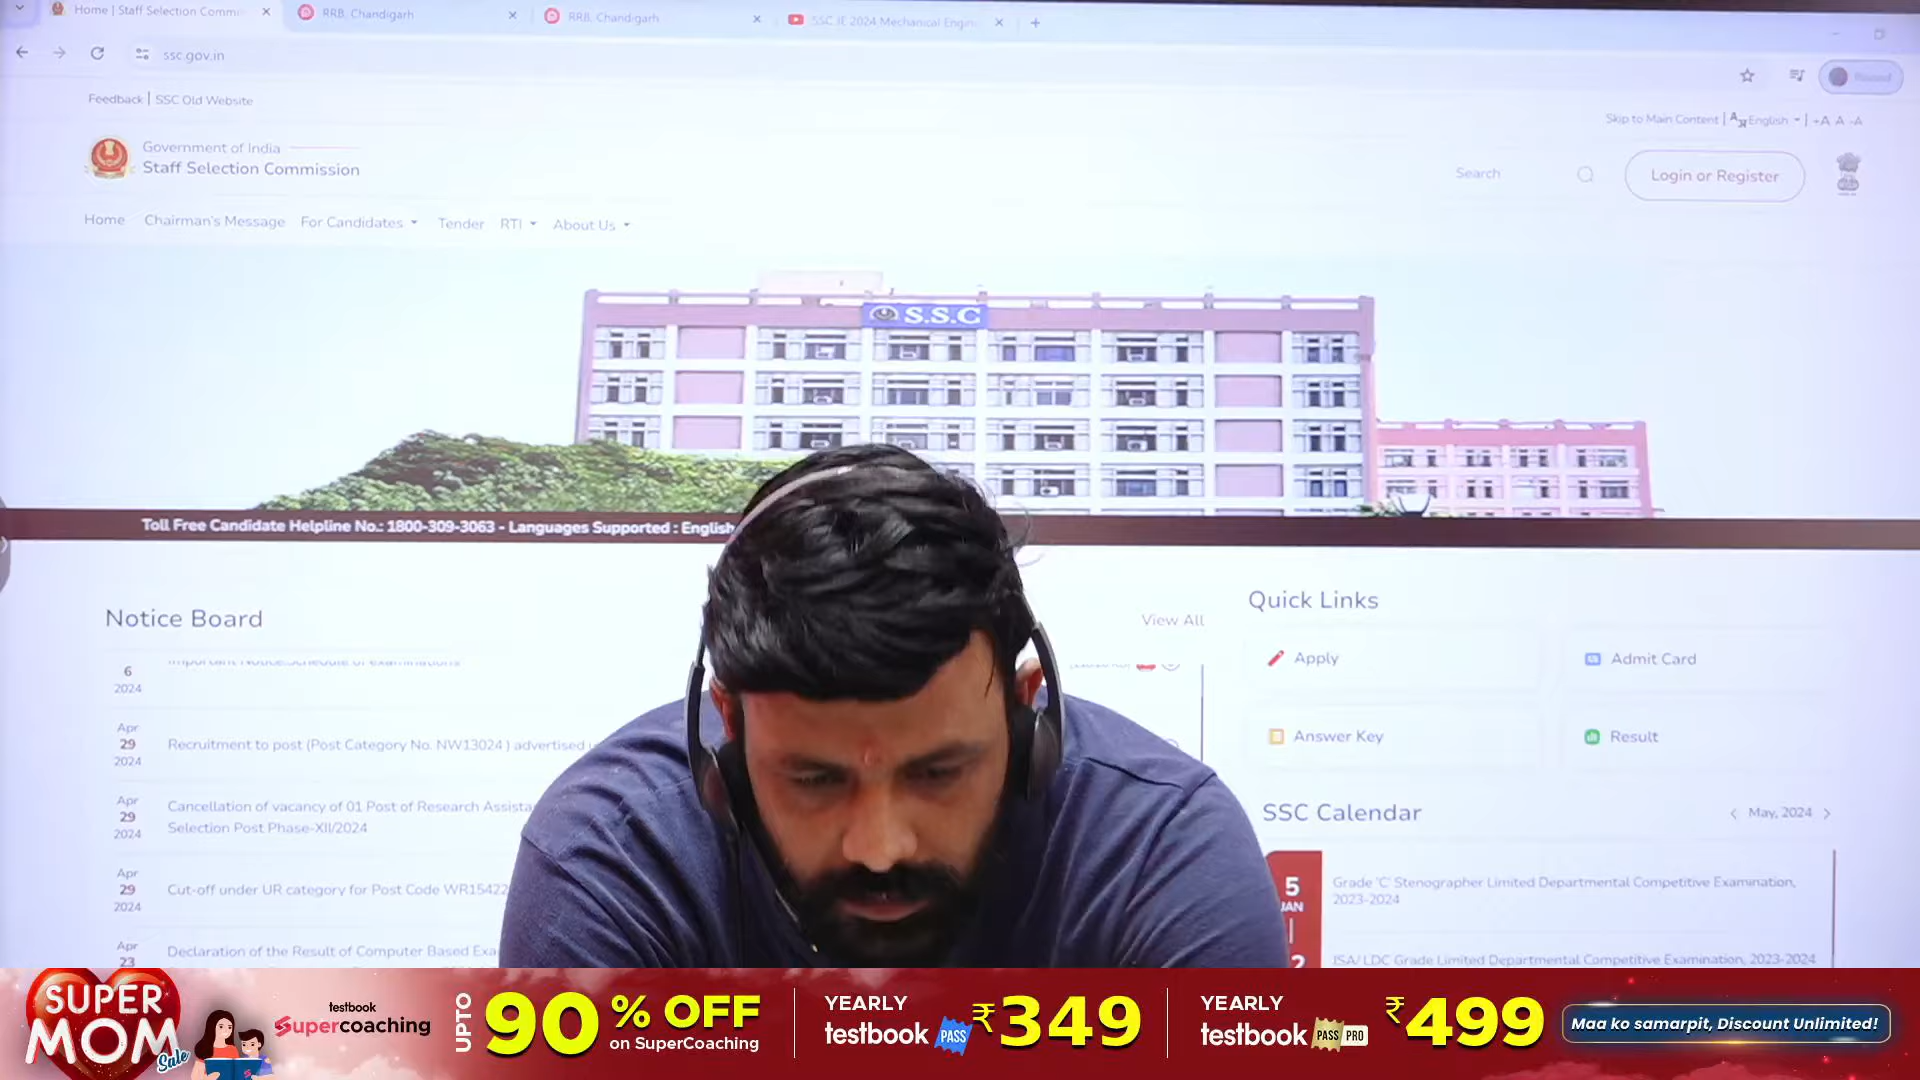 Home | Staff Selection Commi
RRB, Chandigarh
RRB, Chandigarh
SSC JE 2024 Mechanical Engin
ssc.gov.in
Paused
Feedback | SSC Old Website
Skip to Main Content | English | +A A -A
Government of India
Staff Selection Commission
Search
Login or Register
Home Chairman's Message For Candidates Tender RTI About Us
S.S.C
Toll Free Candidate Helpline No.: 1800-309-3063 - Languages Supported : English
Notice Board
View All
6
2024
Important Notice:Schedule of examinations
Apr
29
2024
Recruitment to post (Post Category No. NW13024 ) advertised
Apr
29
2024
Cancellation of vacancy of 01 Post of Research Assista
Selection Post Phase-XII/2024
Apr
29
2024
Cut-off under UR category for Post Code WR15422
Apr
23
Declaration of the Result of Computer Based Exa
Quick Links
Apply
Admit Card
Answer Key
Result
SSC Calendar
May, 2024
5
JAN
Grade 'C' Stenographer Limited Departmental Competitive Examination,
2023-2024
2
JSA/ LDC Grade Limited Departmental Competitive Examination, 2023-2024
SUPER
MOM
Sale
testbook
Supercoaching
UPTO
90% OFF
on SuperCoaching
YEARLY
testbook PASS
₹349
YEARLY
testbook PASS PRO
₹499
Maa ko samarpit, Discount Unlimited!